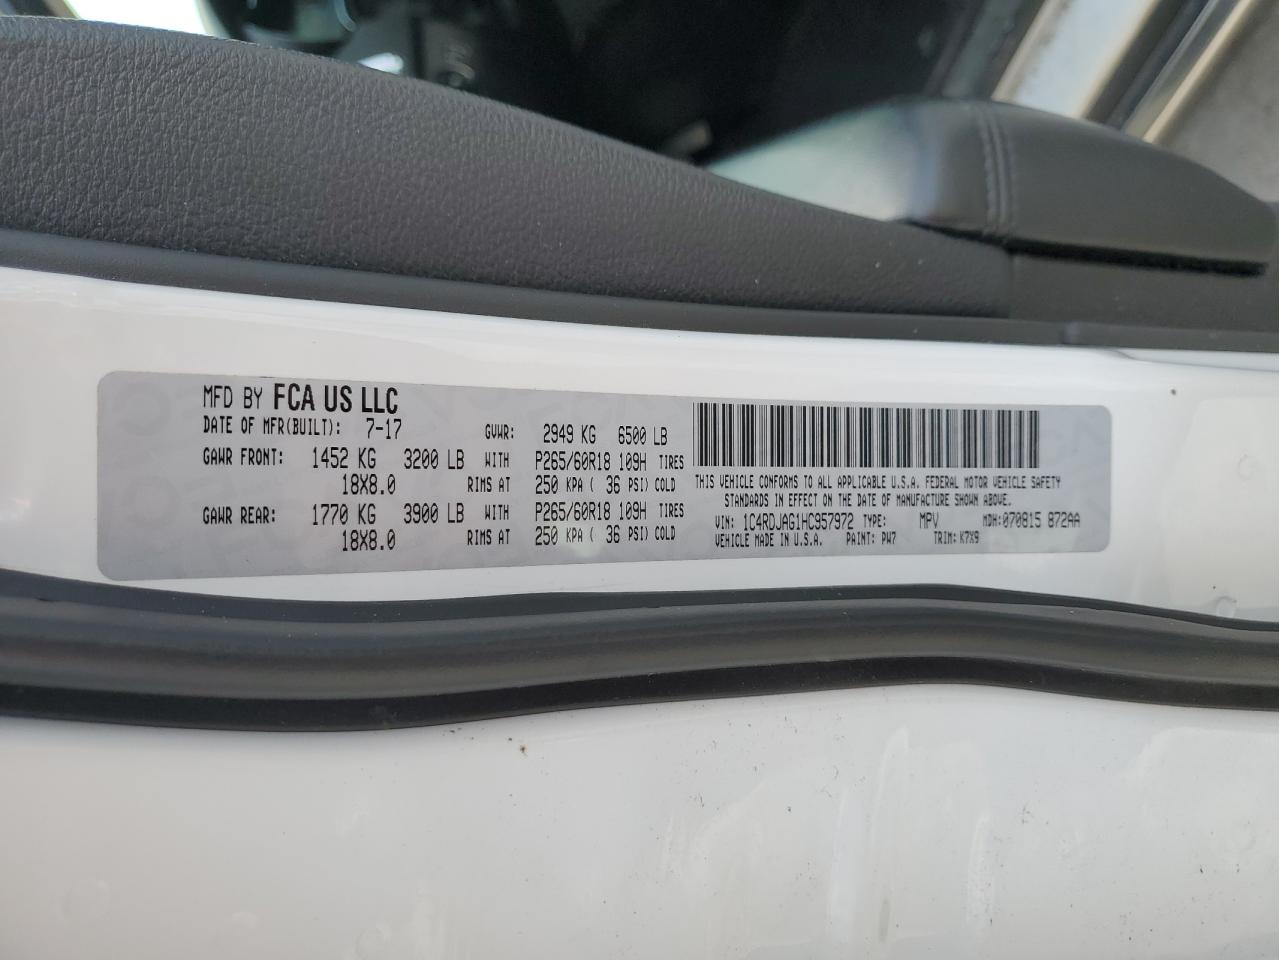 MFD BY FCA US LLC
DATE OF MFR(BUILT): 7-17 GVWR: 2949 KG 6500 LB
GAWR FRONT: 1452 KG 3200 LB WITH P265/60R18 109H TIRES
18X8.0 RIMS AT 250 KPA ( 36 PSI) COLD
GAWR REAR: 1770 KG 3900 LB WITH P265/60R18 109H TIRES
18X8.0 RIMS AT 250 KPA ( 36 PSI) COLD
THIS VEHICLE CONFORMS TO ALL APPLICABLE U.S.A. FEDERAL MOTOR VEHICLE SAFETY
STANDARDS IN EFFECT ON THE DATE OF MANUFACTURE SHOWN ABOVE.
VIN: 1C4RDJAG1HC957972 TYPE: MPV MDH:070815 872AA
VEHICLE MADE IN U.S.A. PAINT: PW7 TRIM: K7X9